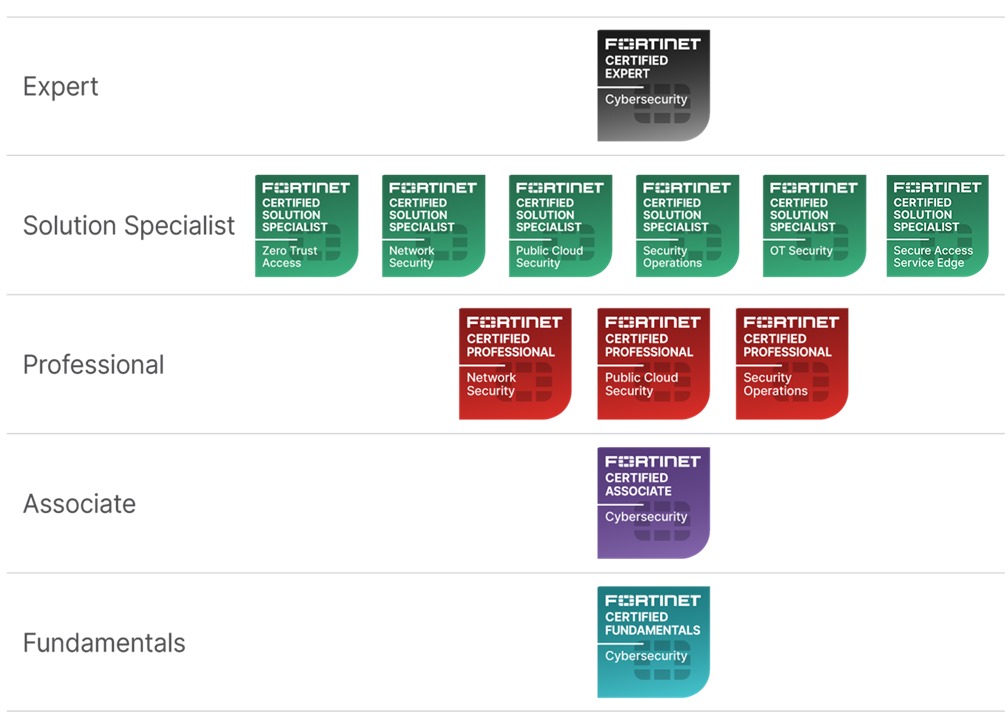 Expert
FORTINET
CERTIFIED
EXPERT
Cybersecurity
Solution Specialist
FORTINET
CERTIFIED
SOLUTION
SPECIALIST
Zero Trust
Access
FORTINET
CERTIFIED
SOLUTION
SPECIALIST
Network
Security
FORTINET
CERTIFIED
SOLUTION
SPECIALIST
Public Cloud
Security
FORTINET
CERTIFIED
SOLUTION
SPECIALIST
Security
Operations
FORTINET
CERTIFIED
SOLUTION
SPECIALIST
OT Security
FORTINET
CERTIFIED
SOLUTION
SPECIALIST
Secure Access
Service Edge
Professional
FORTINET
CERTIFIED
PROFESSIONAL
Network
Security
FORTINET
CERTIFIED
PROFESSIONAL
Public Cloud
Security
FORTINET
CERTIFIED
PROFESSIONAL
Security
Operations
Associate
FORTINET
CERTIFIED
ASSOCIATE
Cybersecurity
Fundamentals
FORTINET
CERTIFIED
FUNDAMENTALS
Cybersecurity